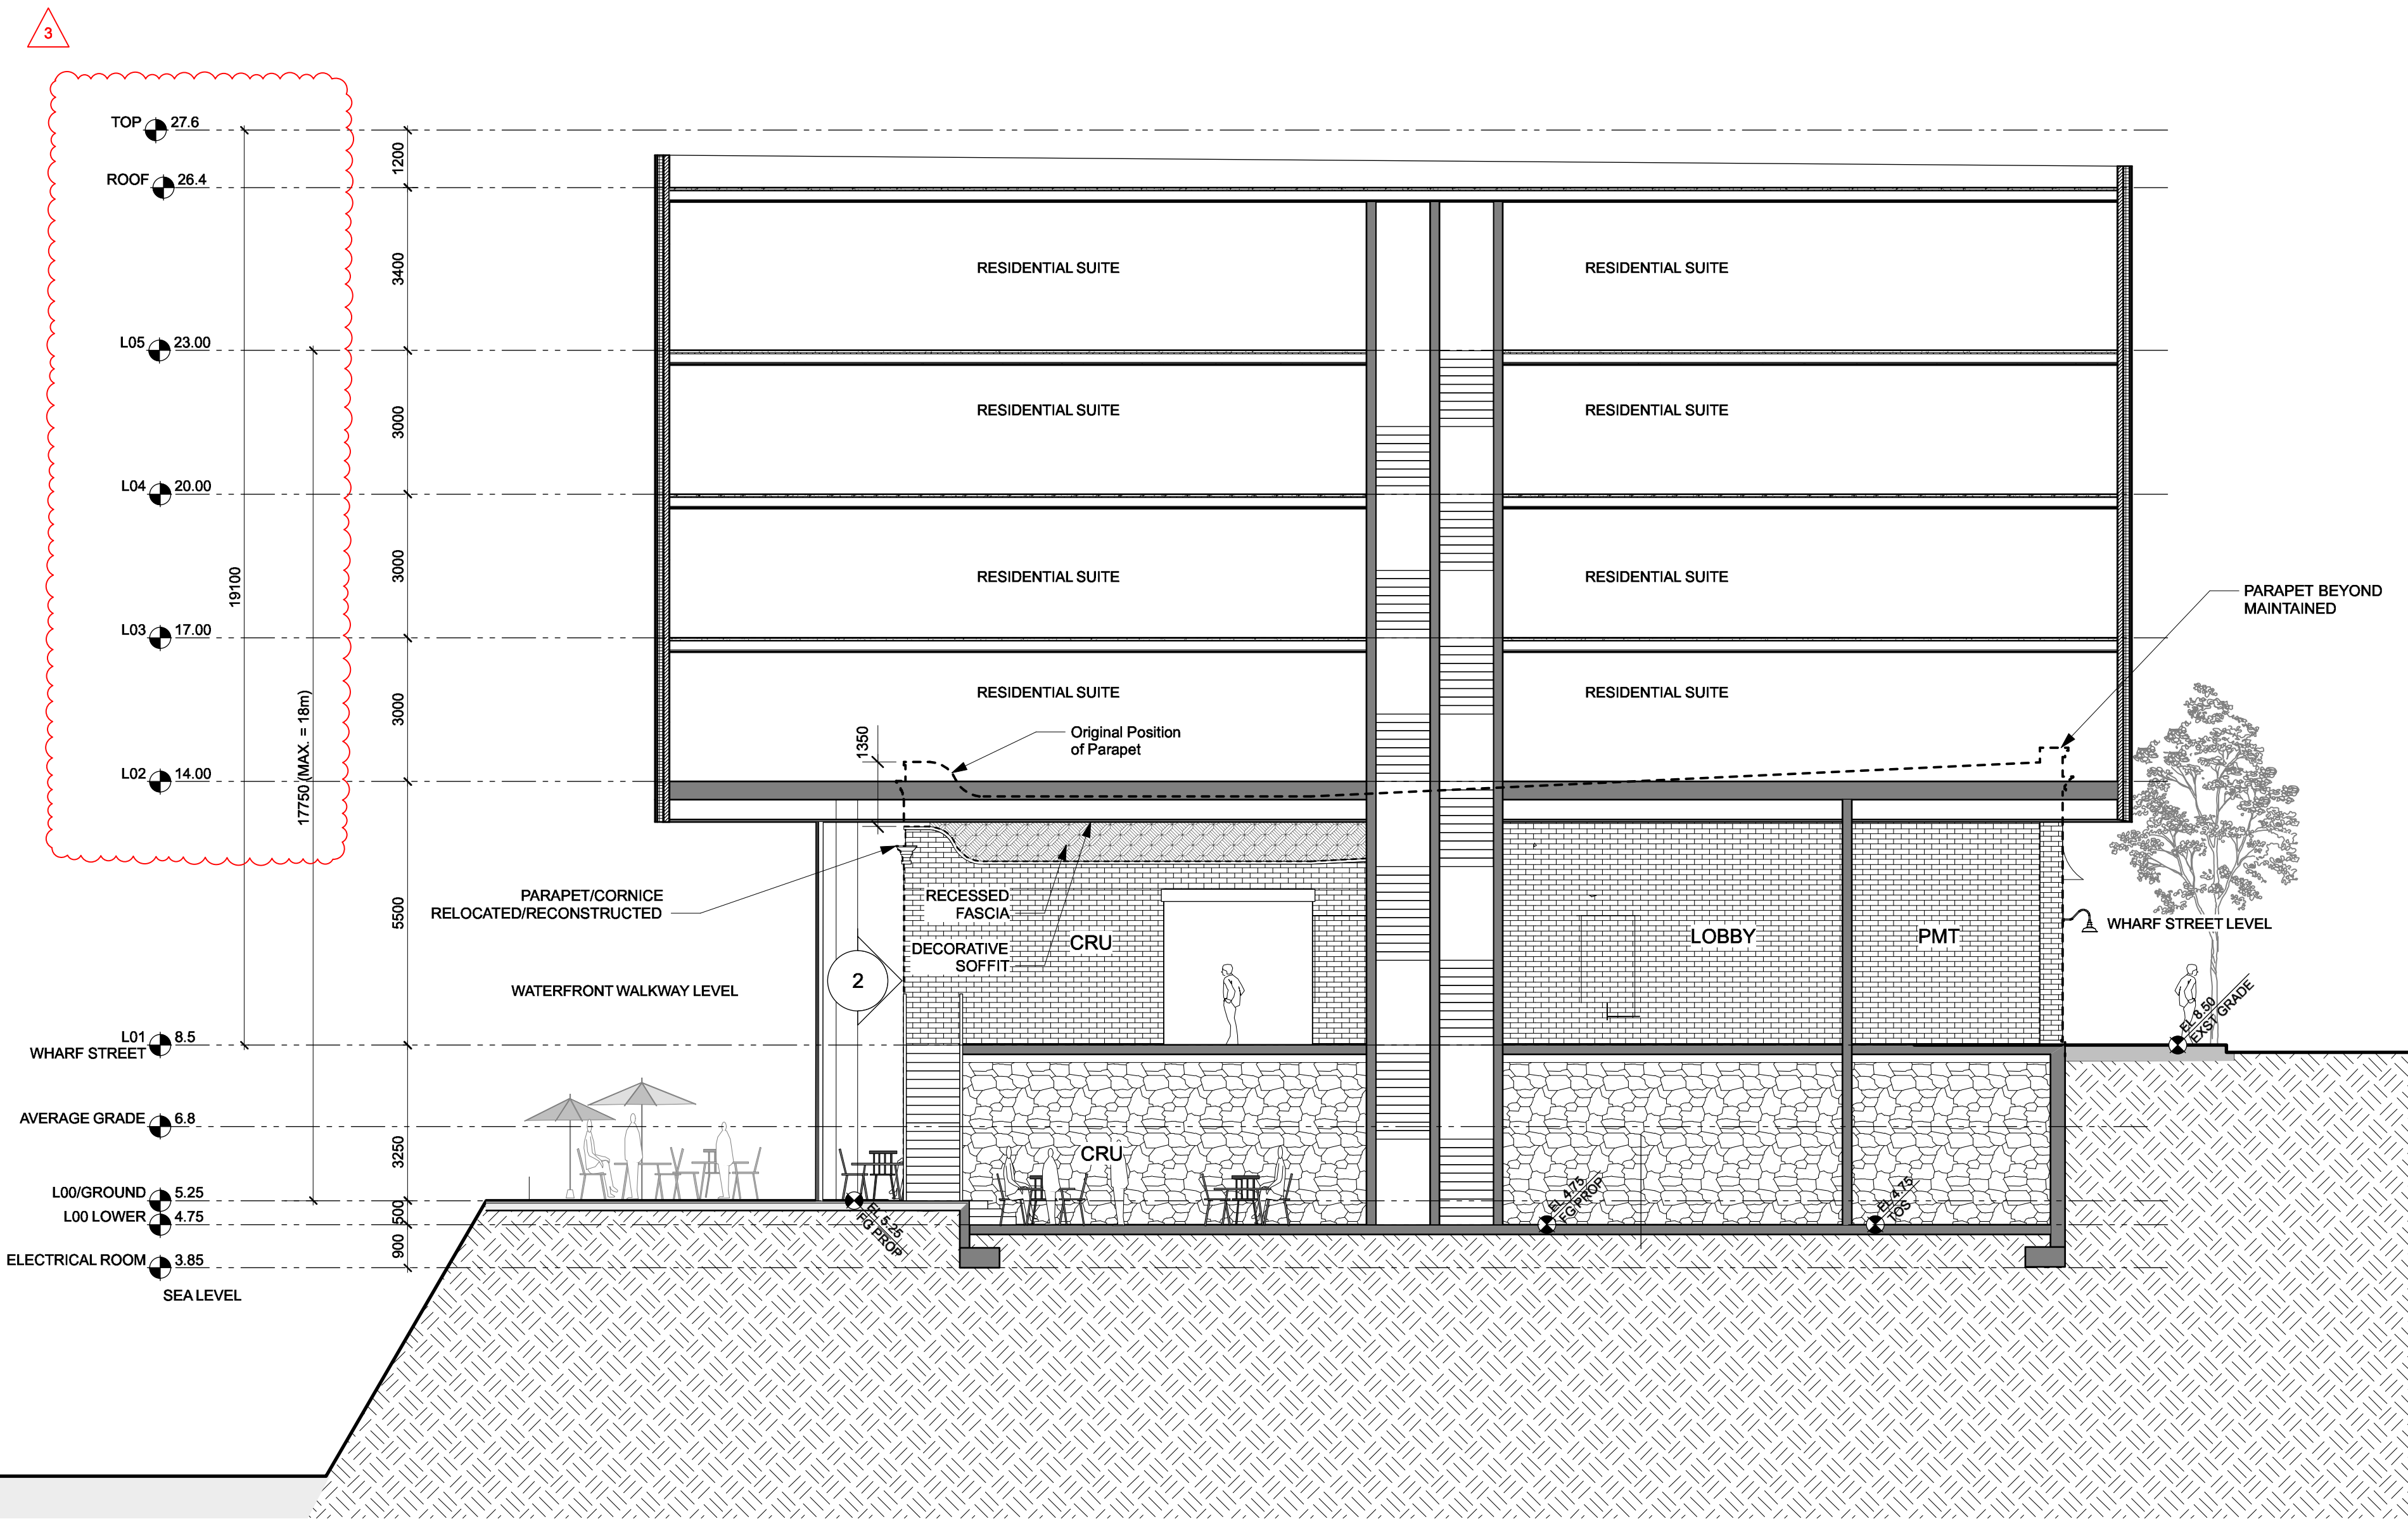 3
TOP 27.6
ROOF 26.4
L05 23.00
L04 20.00
L03 17.00
L02 14.00
L01 8.5
WHARF STREET
AVERAGE GRADE 6.8
L00/GROUND 5.25
L00 LOWER 4.75
ELECTRICAL ROOM 3.85
SEA LEVEL
19100
17750 (MAX. = 18m)
1200
3400
3000
3000
3000
3000
5500
3250
500
900
RESIDENTIAL SUITE
RESIDENTIAL SUITE
RESIDENTIAL SUITE
RESIDENTIAL SUITE
RESIDENTIAL SUITE
RESIDENTIAL SUITE
RESIDENTIAL SUITE
RESIDENTIAL SUITE
PARAPET BEYOND
MAINTAINED
1350
Original Position
of Parapet
PARAPET/CORNICE
RELOCATED/RECONSTRUCTED
RECESSED
FASCIA
DECORATIVE
SOFFIT
CRU
LOBBY
PMT
WHARF STREET LEVEL
2
WATERFRONT WALKWAY LEVEL
EL 8.50
EXST GRADE
CRU
EL 5.25
FG PROP
EL 4.75
FG PROP
EL 4.75
TOS